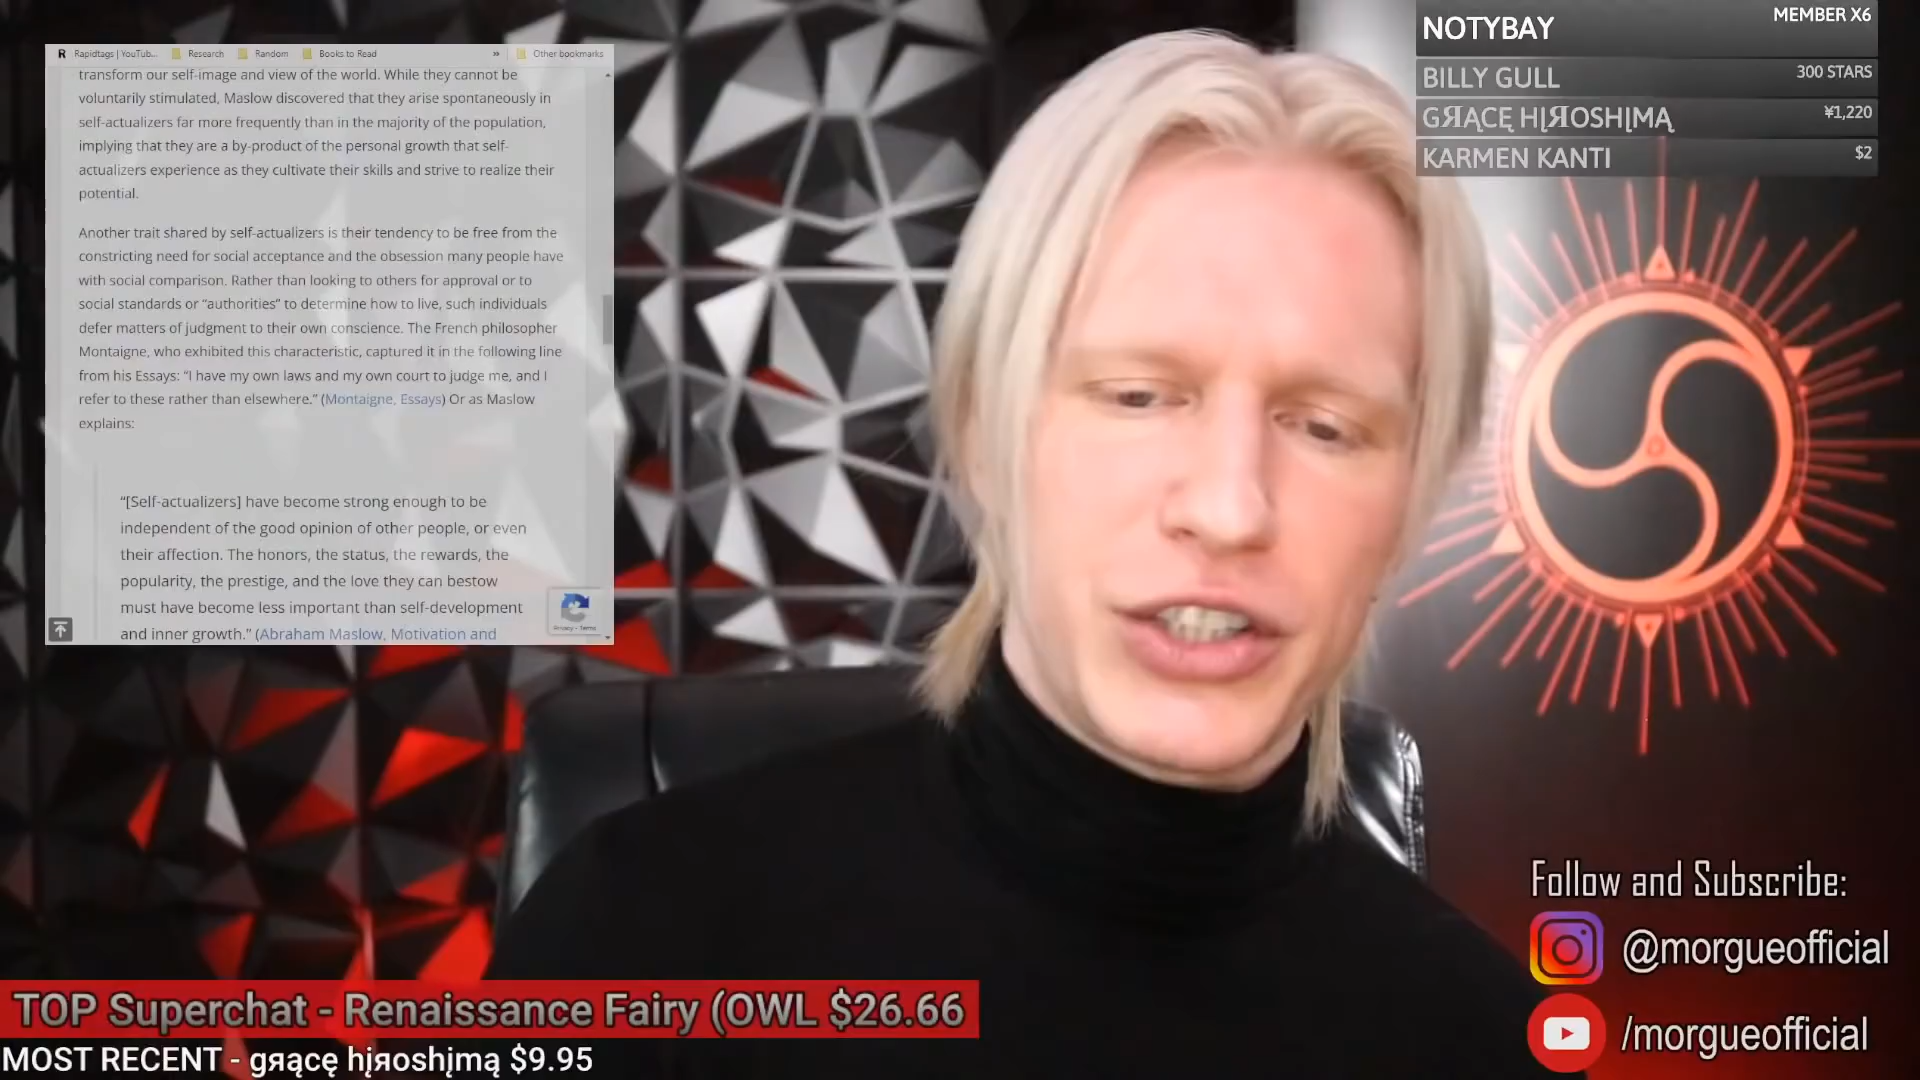 Rapidtags | YouTub... Research Random Books to Read » Other bookmarks
transform our self-image and view of the world. While they cannot be
voluntarily stimulated, Maslow discovered that they arise spontaneously in
self-actualizers far more frequently than in the majority of the population,
implying that they are a by-product of the personal growth that self-
actualizers experience as they cultivate their skills and strive to realize their
potential.
Another trait shared by self-actualizers is their tendency to be free from the
constricting need for social acceptance and the obsession many people have
with social comparison. Rather than looking to others for approval or to
social standards or “authorities” to determine how to live, such individuals
defer matters of judgment to their own conscience. The French philosopher
Montaigne, who exhibited this characteristic, captured it in the following line
from his Essays: “I have my own laws and my own court to judge me, and I
refer to these rather than elsewhere.” (Montaigne, Essays) Or as Maslow
explains:
“[Self-actualizers] have become strong enough to be
independent of the good opinion of other people, or even
their affection. The honors, the status, the rewards, the
popularity, the prestige, and the love they can bestow
must have become less important than self-development
and inner growth.” (Abraham Maslow, Motivation and
Privacy - Terms
NOTYBAY MEMBER X6
BILLY GULL 300 STARS
GЯĄCĘ HĮЯOSHĮMĄ ¥1,220
KARMEN KANTI $2
Follow and Subscribe:
@morgueofficial
/morgueofficial
TOP Superchat - Renaissance Fairy (OWL $26.66
MOST RECENT - gяącę hįяoshįmą $9.95